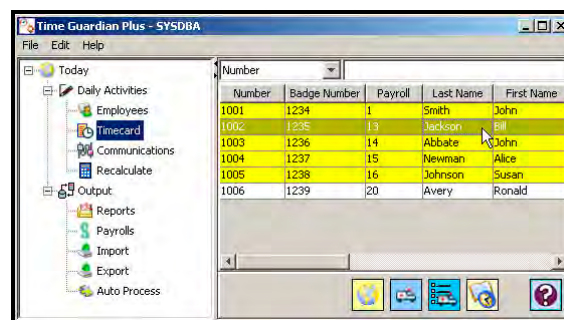 Time Guardian Plus - SYSDBA
File Edit Help
Today
Daily Activities
Employees
Timecard
Communications
Recalculate
Output
Reports
Payrolls
Import
Export
Auto Process
Number
Number Badge Number Payroll Last Name First Name
1001 1234 1 Smith John
1002 1235 13 Jackson Bill
1003 1236 14 Abbate John
1004 1237 15 Newman Alice
1005 1238 16 Johnson Susan
1006 1239 20 Avery Ronald